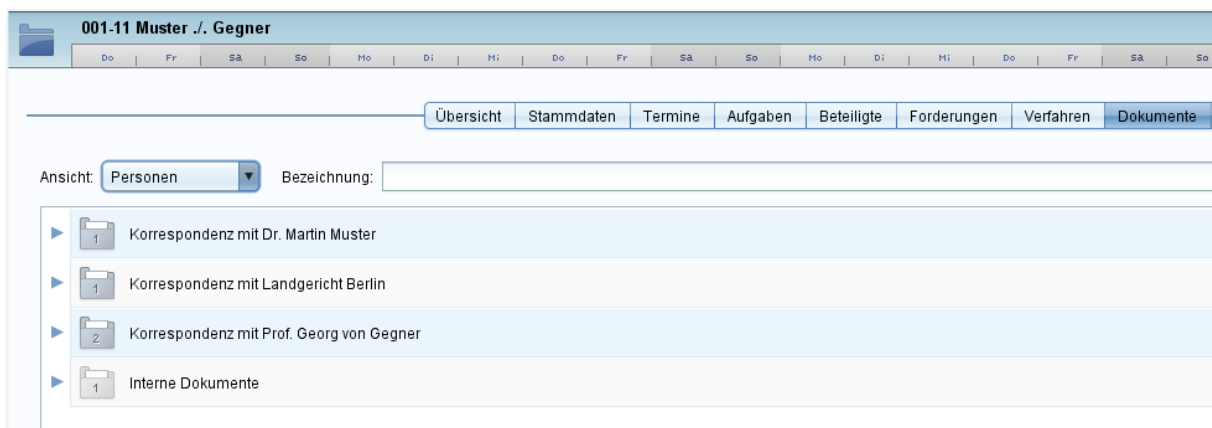 001-11 Muster ./. Gegner
Do | Fr | Sa | So | Mo | Di | Mi | Do | Fr | Sa | So | Mo | Di | Mi | Do | Fr | Sa | So
Übersicht Stammdaten Termine Aufgaben Beteiligte Forderungen Verfahren Dokumente
Ansicht: Personen Bezeichnung:
1 Korrespondenz mit Dr. Martin Muster
1 Korrespondenz mit Landgericht Berlin
2 Korrespondenz mit Prof. Georg von Gegner
1 Interne Dokumente